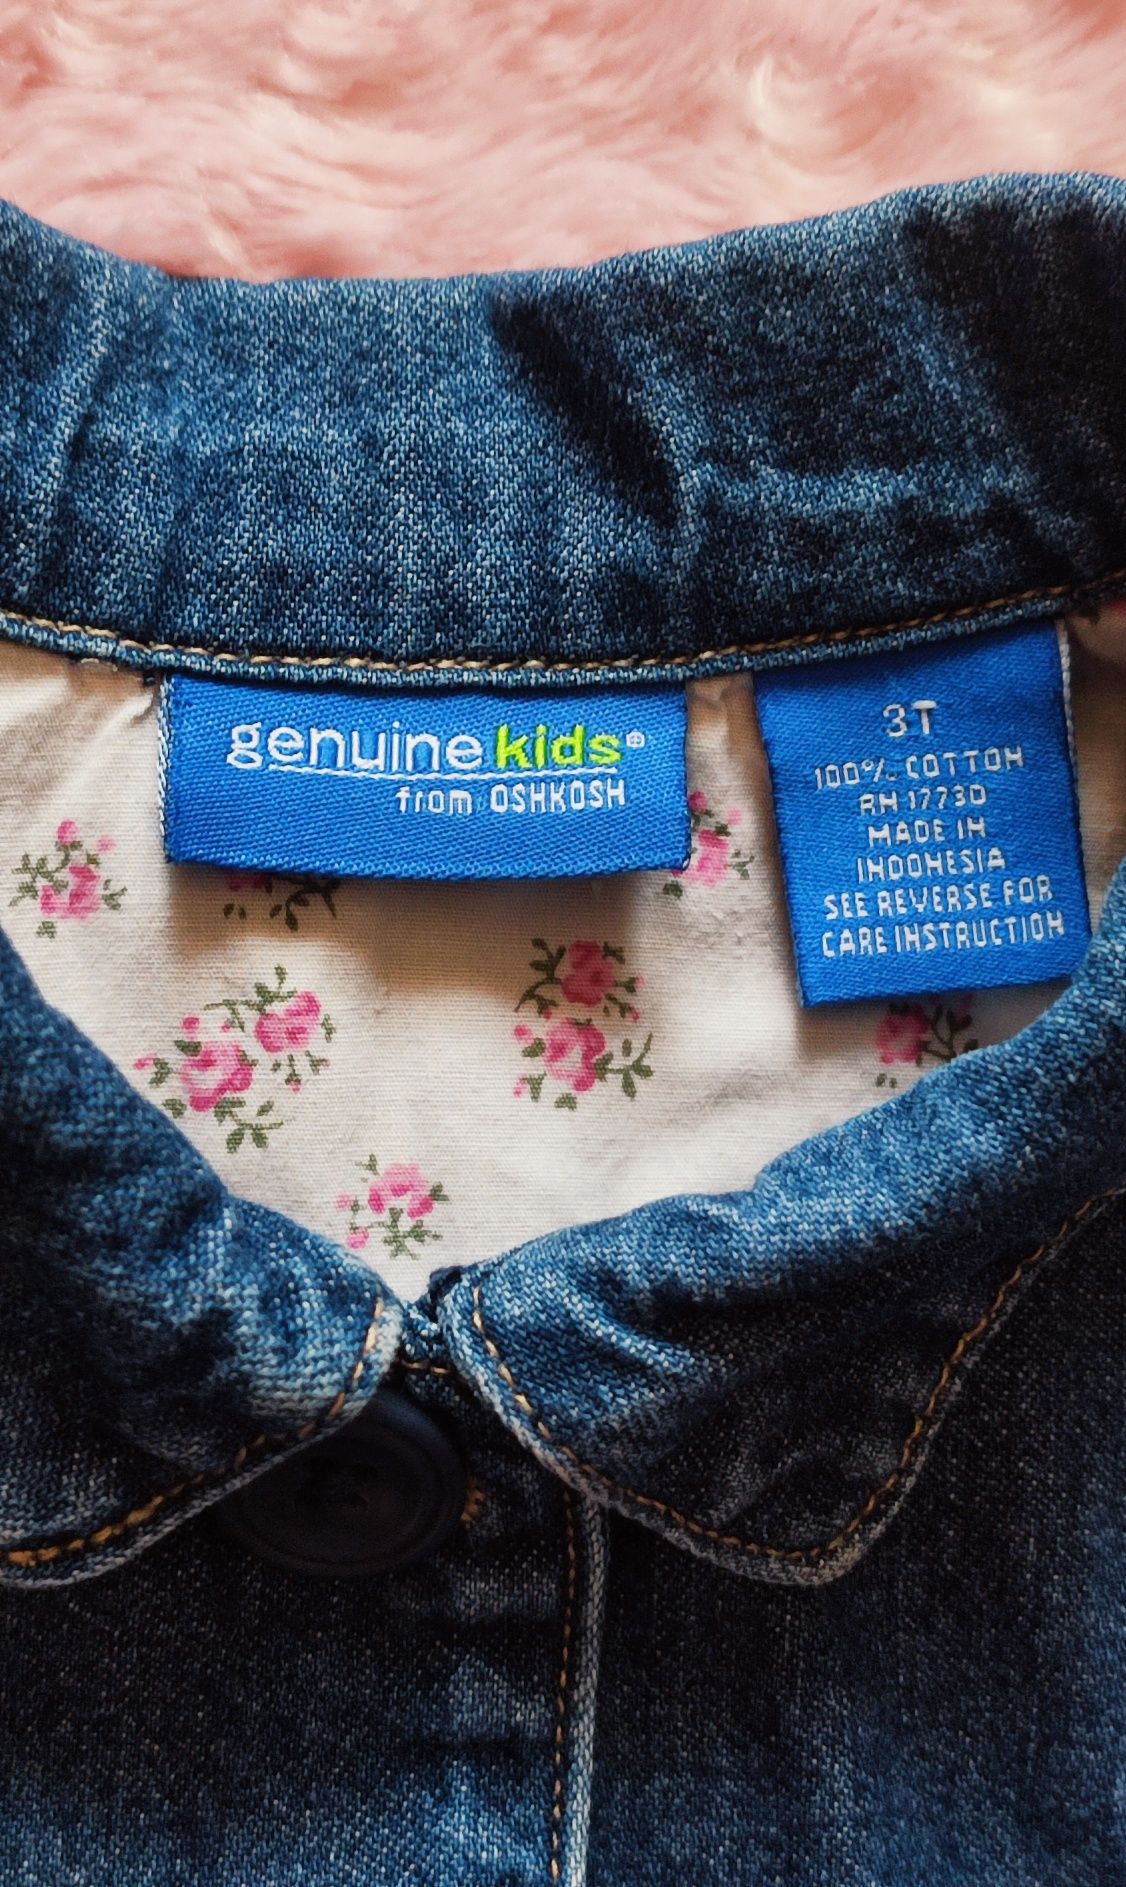 genuine kids®
from OSHKOSH
3T
100% COTTON
RN 17730
MADE IN
INDONESIA
SEE REVERSE FOR
CARE INSTRUCTION